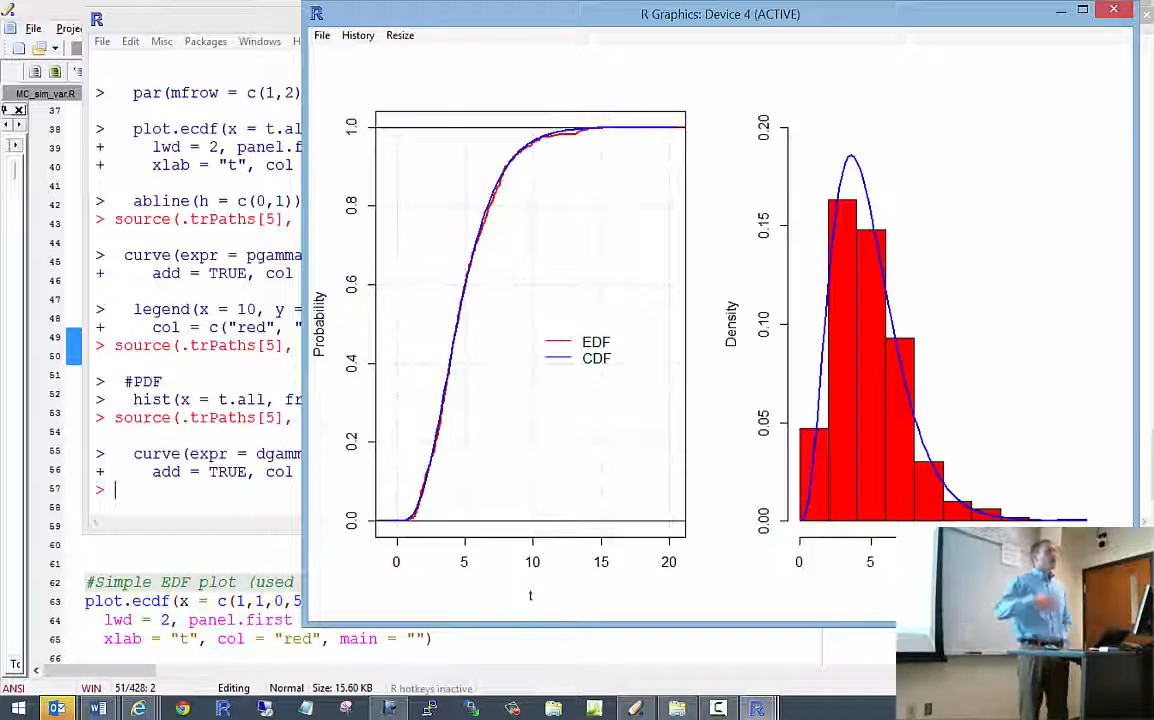 R Graphics: Device 4 (ACTIVE)
File Proje
File Edit Misc Packages Windows H
File History Resize
MC_sim_var.R
37
38
39
40
41
42
43
44
45
46
47
48
49
50
51
52
53
54
55
56
57
58
59
60
61
62
63
64
65
66
> par(mfrow = c(1,2)
> plot.ecdf(x = t.al
+ lwd = 2, panel.f
+ xlab = "t", col
> abline(h = c(0,1))
> source(.trPaths[5],
> curve(expr = pgamma
+ add = TRUE, col
> legend(x = 10, y =
+ col = c("red", "
> source(.trPaths[5],
> #PDF
> hist(x = t.all, fr
> source(.trPaths[5],
> curve(expr = dgamm
+ add = TRUE, col
>
#Simple EDF plot (used
plot.ecdf(x = c(1,1,0,5
lwd = 2, panel.first
xlab = "t", col = "red", main = "")
Probability
0.0 0.2 0.4 0.6 0.8 1.0
EDF
CDF
0 5 10 15 20
t
Density
0.00 0.05 0.10 0.15 0.20
0 5
ANSI WIN 51/428: 2 Editing Normal Size: 15.60 KB R hotkeys inactive